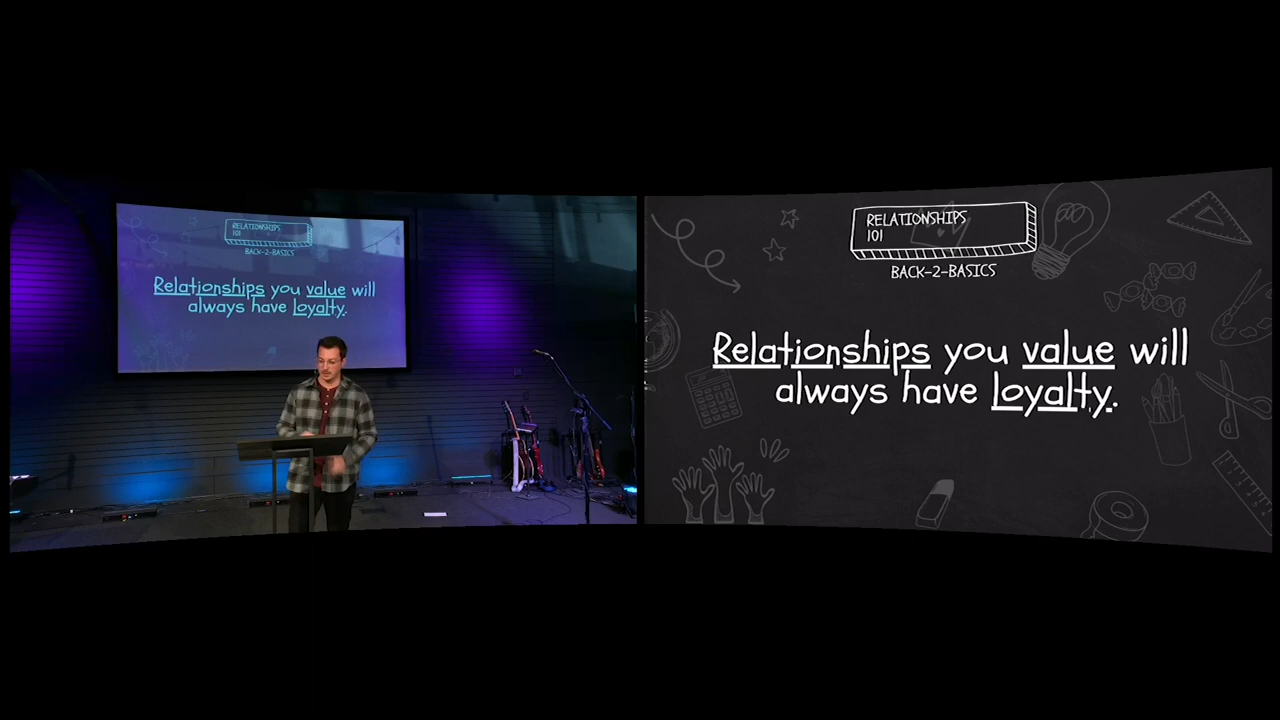 RELATIONSHIPS
101
BACK-2-BASICS
Relationships you value will
always have loyalty.
RELATIONSHIPS
101
BACK-2-BASICS
Relationships you value will
always have loyalty.